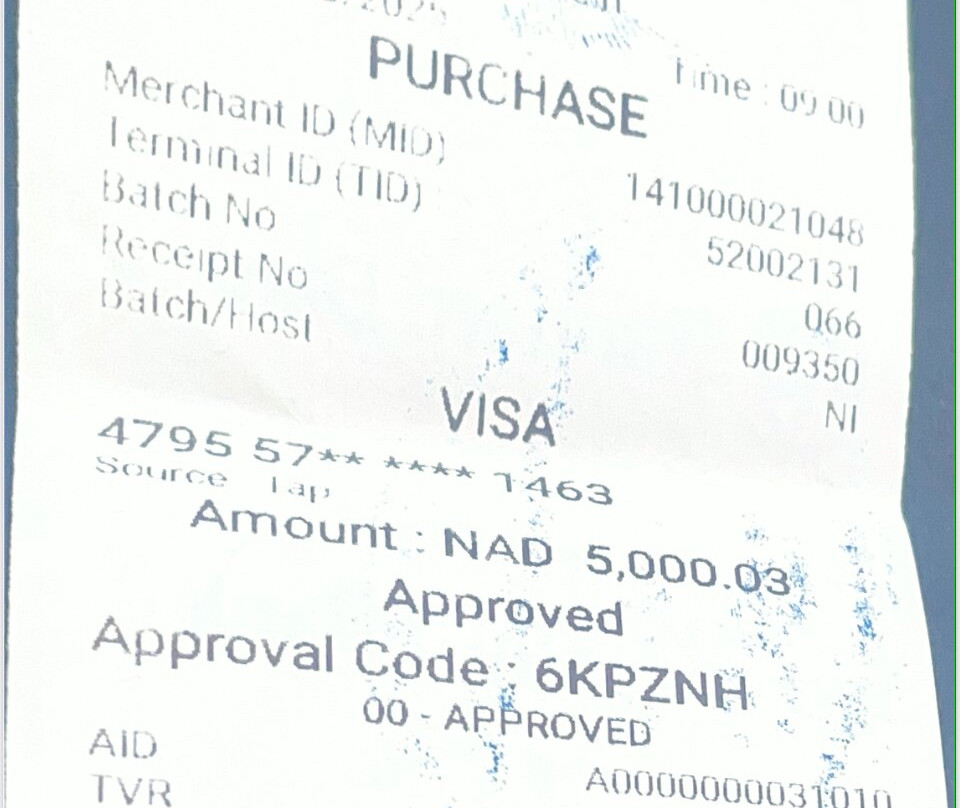 Time : 09:00
PURCHASE
Merchant ID (MID) 141000021048
Terminal ID (TID) 52002131
Batch No 066
Receipt No 009350
Batch/Host NI
VISA
4795 57** **** 1463
Source Tap
Amount : NAD 5,000.03
Approved
Approval Code : 6KPZNH
00 - APPROVED
AID A0000000031010
TVR